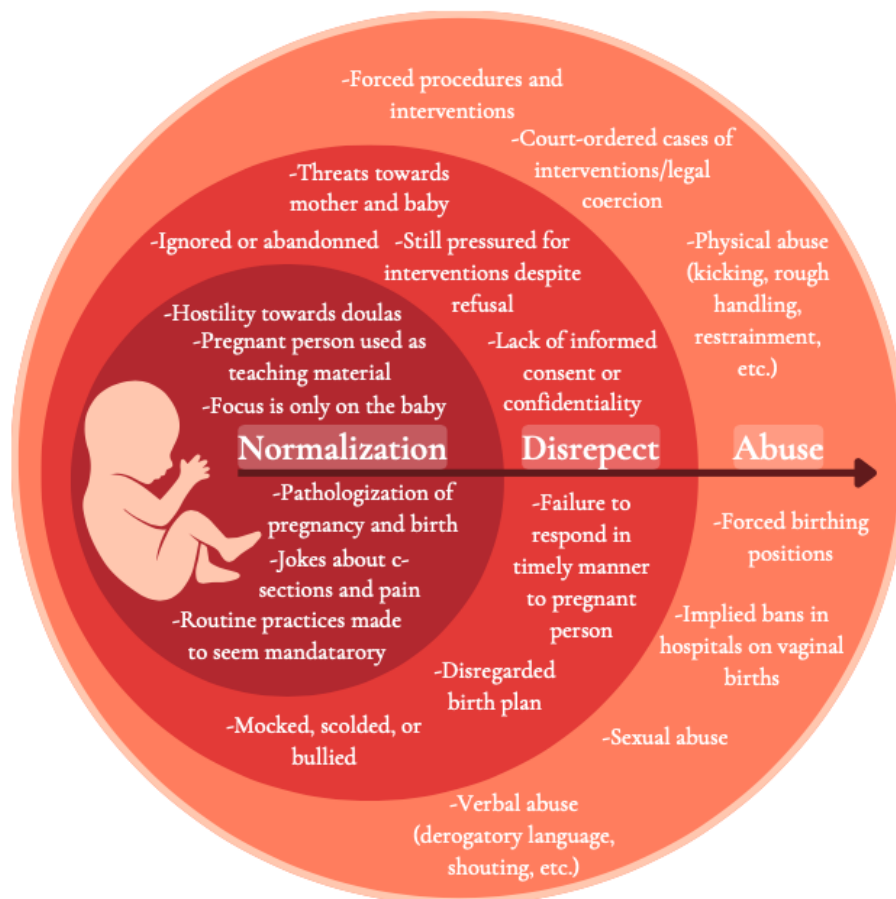 -Forced procedures and
interventions
-Court-ordered cases of
interventions/legal
coercion
-Threats towards
mother and baby
-Ignored or abandonned
-Still pressured for
interventions despite
refusal
-Physical abuse
(kicking, rough
handling,
restrainment,
etc.)
-Hostility towards doulas
-Pregnant person used as
teaching material
-Focus is only on the baby
-Lack of informed
consent or
confidentiality
Normalization
Disrepect
Abuse
-Pathologization of
pregnancy and birth
-Jokes about c-
sections and pain
-Routine practices made
to seem mandatarory
-Failure to
respond in
timely manner
to pregnant
person
-Forced birthing
positions
-Implied bans in
hospitals on vaginal
births
-Disregarded
birth plan
-Mocked, scolded, or
bullied
-Sexual abuse
-Verbal abuse
(derogatory language,
shouting, etc.)